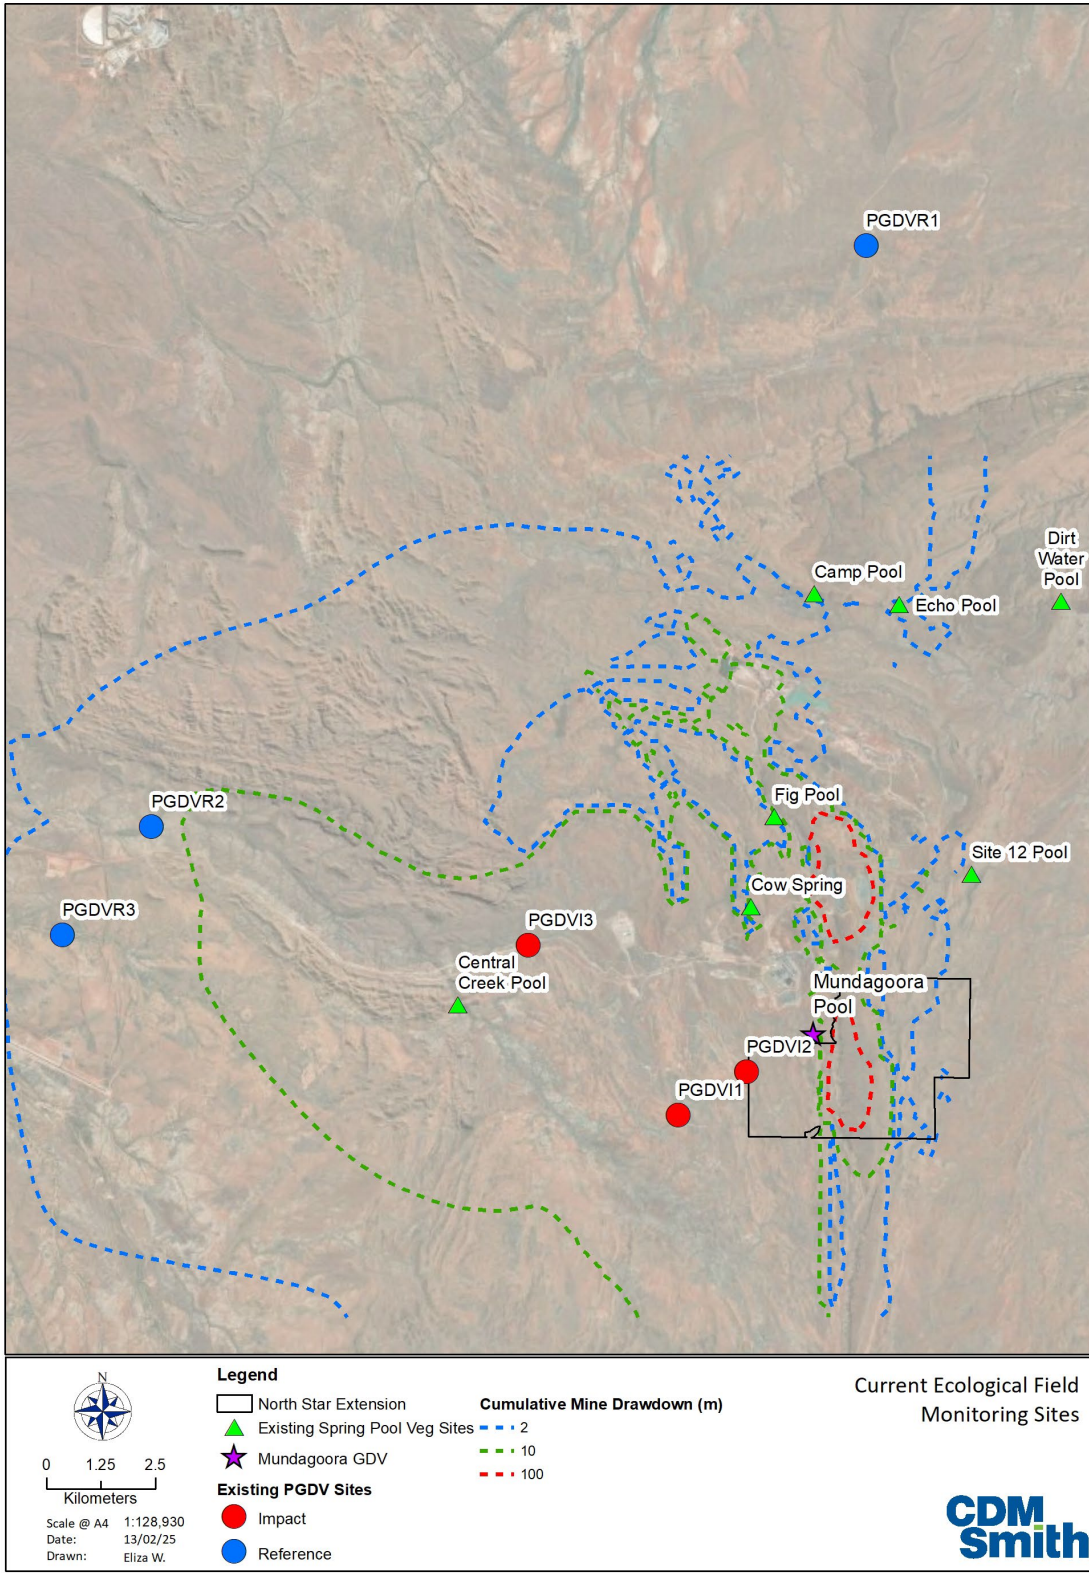 PGDVR1
Dirt
Water
Pool
Camp Pool
Echo Pool
Fig Pool
PGDVR2
Site 12 Pool
Cow Spring
PGDVR3
PGDVI3
Central
Creek Pool
Mundagoora
Pool
PGDVI2
PGDVI1
N
0 1.25 2.5
Kilometers
Scale @ A4 1:128,930
Date: 13/02/25
Drawn: Eliza W.
Legend
North Star Extension
Existing Spring Pool Veg Sites
Mundagoora GDV
Existing PGDV Sites
Impact
Reference
Cumulative Mine Drawdown (m)
2
10
100
Current Ecological Field
Monitoring Sites
CDM
Smith